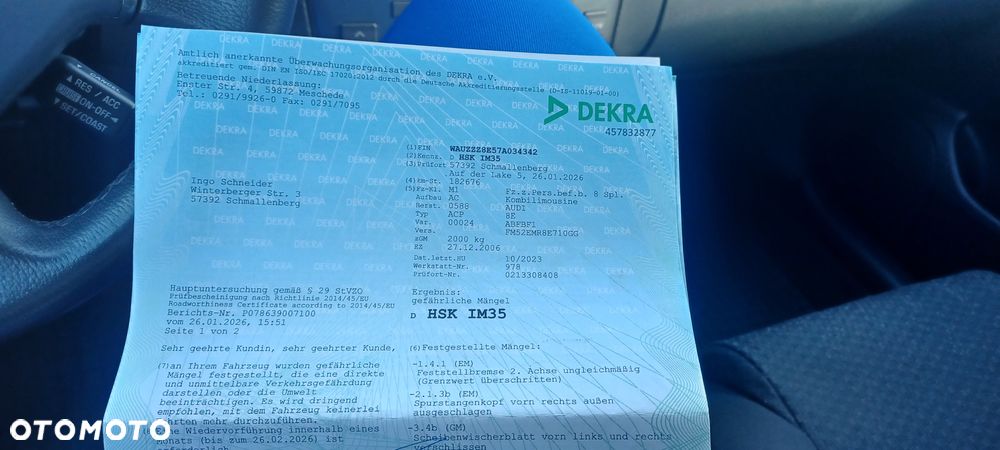 CANCEL
RES / ACC
ON-OFF
SET/COAST
Amtlich anerkannte Überwachungsorganisation des DEKRA e.V.
akkreditiert gem. DIN EN ISO/IEC 17020:2012 durch die Deutsche Akkreditierungsstelle (D-IS-11019-01-00)
Betreuende Niederlassung:
Enster Str. 4, 59872 Meschede
Tel.: 0291/9926-0 Fax: 0291/7095
DEKRA
457832877
(1) FIN WAUZZZ8E57A034342
(2) Kennz. D HSK IM35
(3) Prüfort 57392 Schmallenberg
Auf der Lake 5, 26.01.2026
(4) km-St. 182676
(5) Fz-Kl. M1 Fz.z.Pers.bef.b. 8 Spl.
Aufbau AC Kombilimousine
Herst. 0588 AUDI
Typ ACP 8E
Var. 00024 ABFBF1
Vers. FM52EMR8E710GG
zGM 2000 kg
EZ 27.12.2006
Dat.letzt.HU 10/2023
Werkstatt-Nr. 978
Prüfort-Nr. 0213308408
Ingo Schneider
Winterberger Str. 3
57392 Schmallenberg
Hauptuntersuchung gemäß § 29 StVZO
Prüfbescheinigung nach Richtlinie 2014/45/EU
Roadworthiness Certificate according to 2014/45/EU
Berichts-Nr. P078639007100
vom 26.01.2026, 15:51
Seite 1 von 2
Ergebnis:
gefährliche Mängel
D HSK IM35
Sehr geehrte Kundin, sehr geehrter Kunde,
(7) an Ihrem Fahrzeug wurden gefährliche
Mängel festgestellt, die eine direkte
und unmittelbare Verkehrsgefährdung
darstellen oder die Umwelt
beeinträchtigen. Es wird dringend
empfohlen, mit dem Fahrzeug keinerlei
Fahrten mehr durchzuführen.
Eine Wiedervorführung innerhalb eines
Monats (bis zum 26.02.2026) ist
erforderlich
(6) Festgestellte Mängel:
-1.4.1 (EM)
Feststellbremse 2. Achse ungleichmäßig
(Grenzwert überschritten)
-2.1.3b (EM)
Spurstangenkopf vorn rechts außen
ausgeschlagen
-3.4b (GM)
Scheibenwischerblatt vorn links und rechts
verschlissen
OTOMOTO